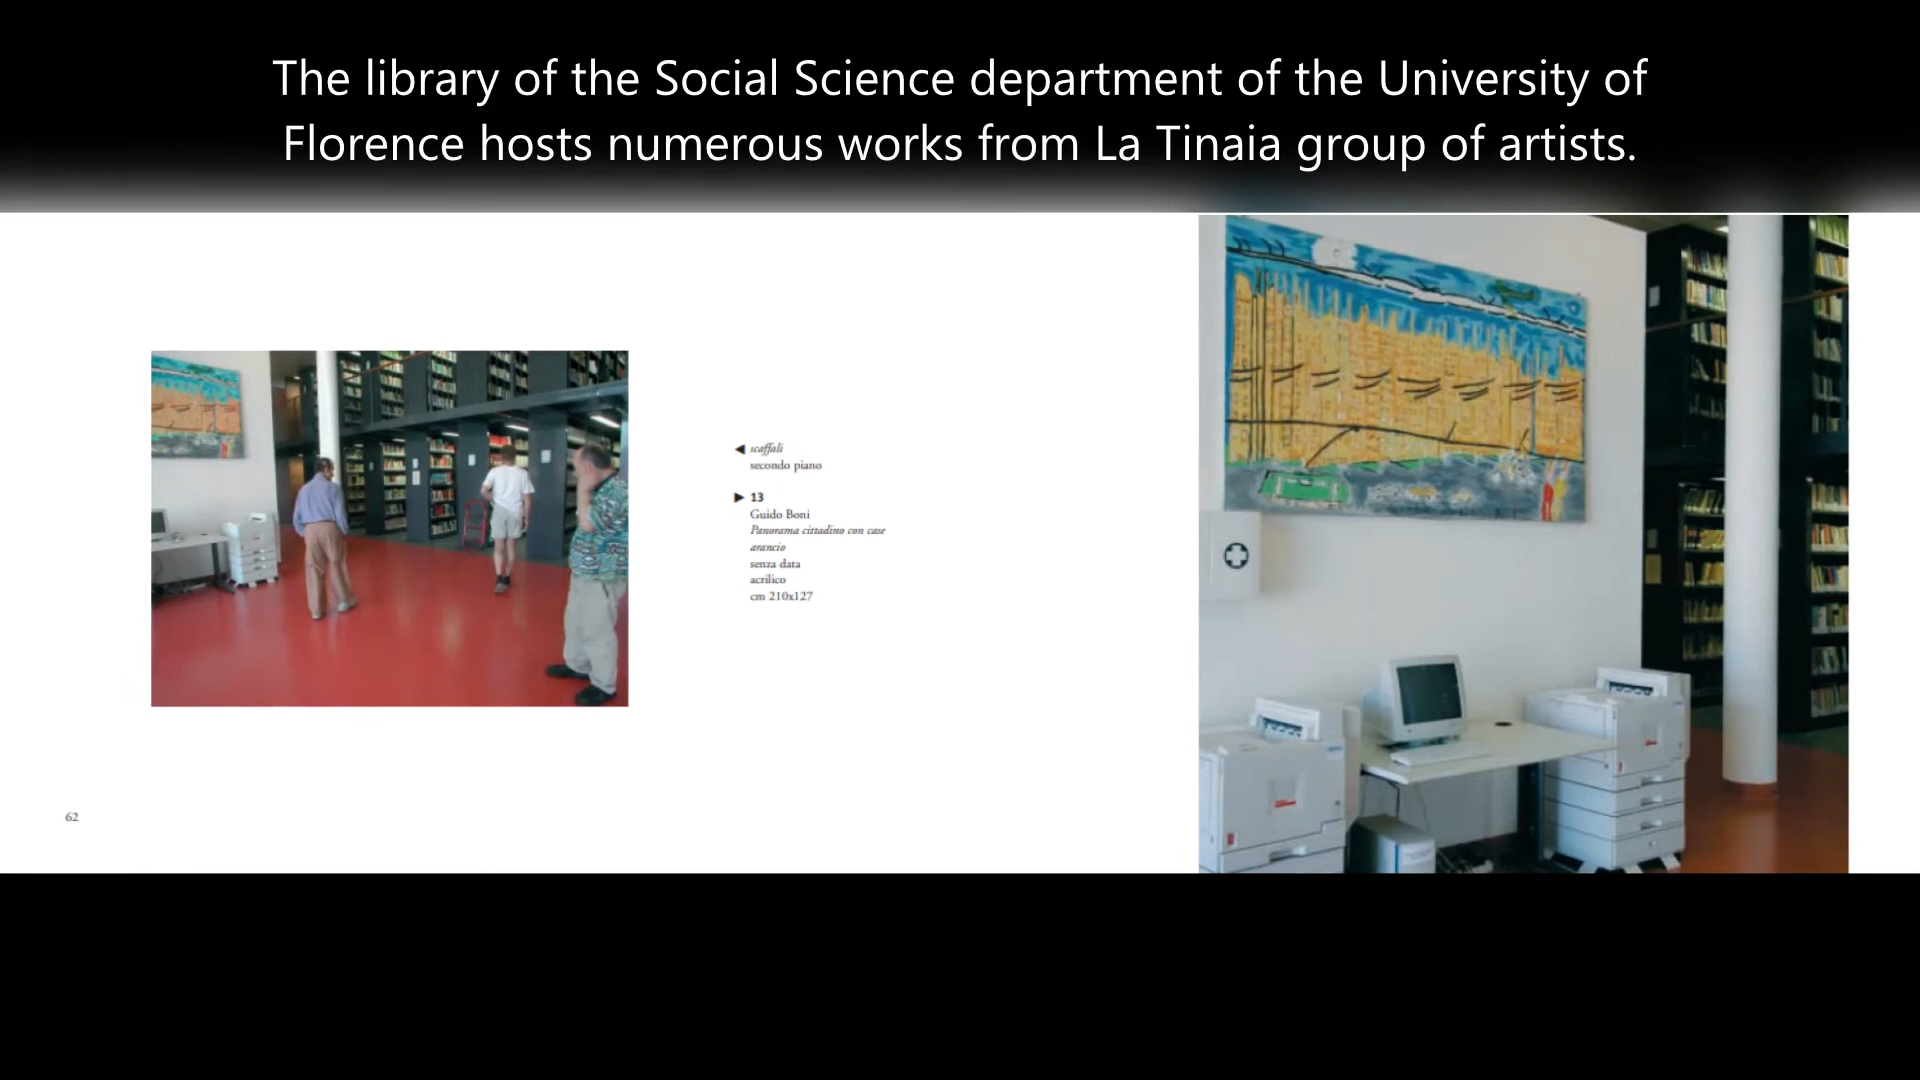 The library of the Social Science department of the University of
Florence hosts numerous works from La Tinaia group of artists.
◀ scaffali
secondo piano
▶ 13
Guido Boni
Panorama cittadino con case
arancio
senza data
acrilico
cm 210x127
62